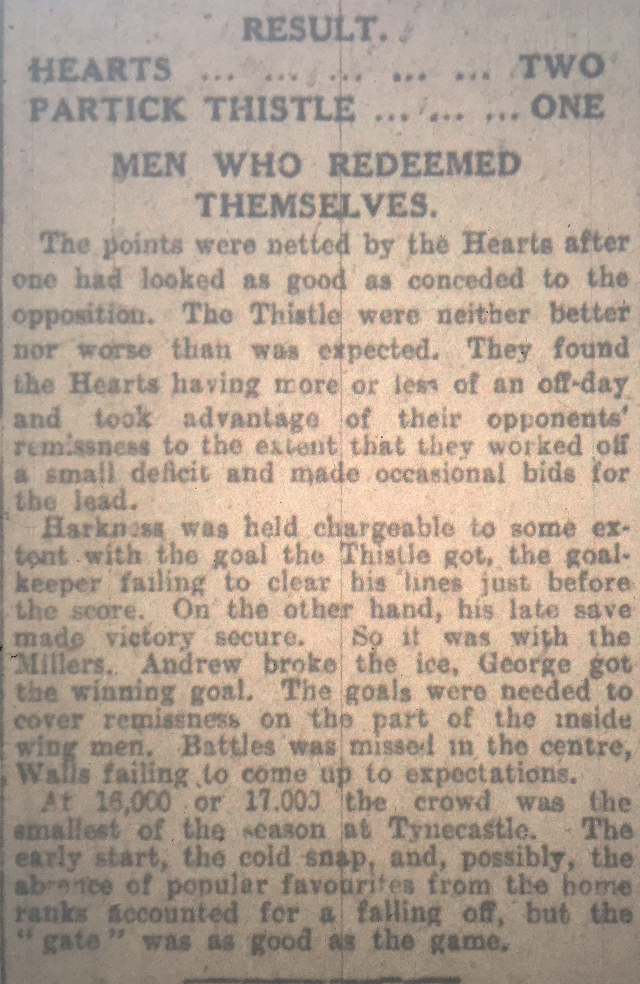 RESULT.
HEARTS ... ... ... ... ... TWO
PARTICK THISTLE ... ... ... ONE
MEN WHO REDEEMED
THEMSELVES.
The points were netted by the Hearts after
one had looked as good as conceded to the
opposition. The Thistle were neither better
nor worse than was expected. They found
the Hearts having more or less of an off-day
and took advantage of their opponents'
remissness to the extent that they worked off
a small deficit and made occasional bids for
the lead.
Harkness was held chargeable to some ex-
tent with the goal the Thistle got, the goal-
keeper failing to clear his lines just before
the score. On the other hand, his late save
made victory secure. So it was with the
Millers. Andrew broke the ice, George got
the winning goal. The goals were needed to
cover remissness on the part of the inside
wing men. Battles was missed in the centre,
Walls failing to come up to expectations.
At 16,000 or 17,000 the crowd was the
smallest of the season at Tynecastle. The
early start, the cold snap, and, possibly, the
absence of popular favourites from the home
ranks accounted for a falling off, but the
"gate" was as good as the game.